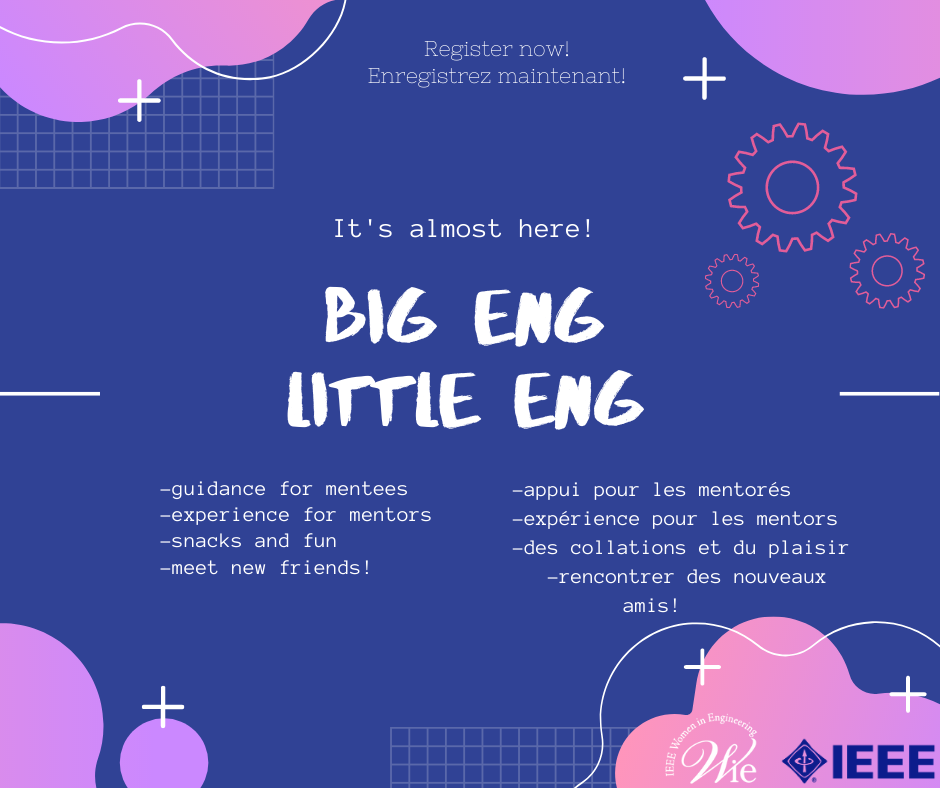 Register now!
Enregistrez maintenant!
It's almost here!
BIG ENG
LITTLE ENG
-guidance for mentees
-experience for mentors
-snacks and fun
-meet new friends!
-appui pour les mentorés
-expérience pour les mentors
-des collations et du plaisir
-rencontrer des nouveaux
amis!
IEEE Women in Engineering
Wie
IEEE
®